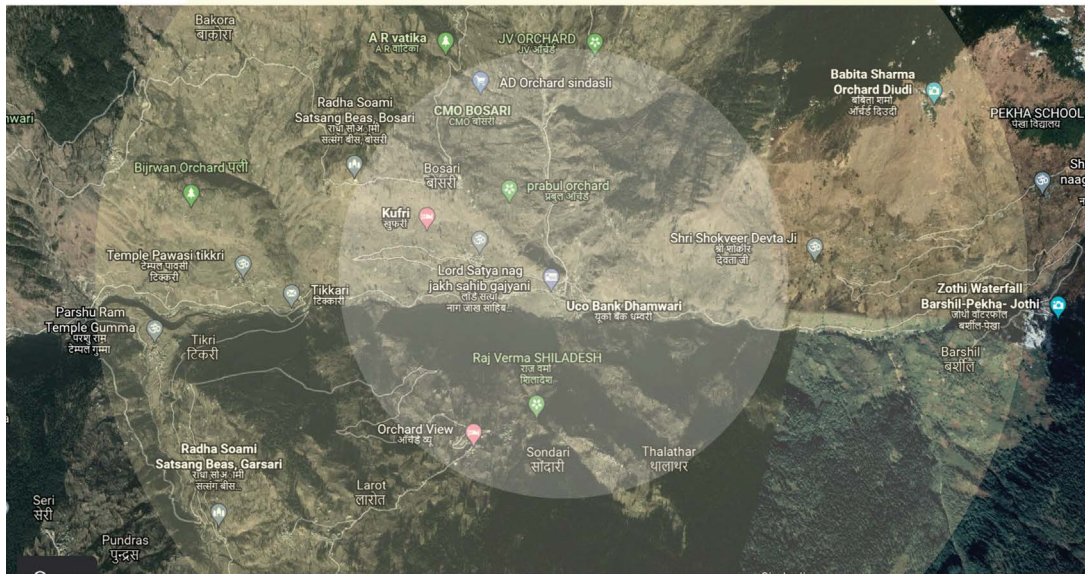 Bakora
बाकोरा
A R vatika
A R वाटिका
JV ORCHARD
JV ऑर्चर्ड
AD Orchard sindasli
CMO BOSARI
CMO बोसरी
Radha Soami
Satsang Beas, Bosari
सत्संग बीस, बोसरी
Babita Sharma
Orchard Diudi
बबिता शर्मा
ऑर्चर्ड दिउदी
PEKHA SCHOOL
पेखा विद्यालय
Bijrwan Orchard पली
Bosari
बोसरी
prabul orchard
प्रबुल ऑर्चर्ड
Kufri
खुफरी
Shri Shokveer Devta Ji
श्री शोकीर
देवता जी
Temple Pawasi tikkri
टेम्पल पावसी
टिक्करी
Lord Satya nag
jakh sahib gajyani
लॉर्ड सत्या
नाग जाख साहिब...
Tikkari
टिक्कारी
Uco Bank Dhamwari
यूको बैंक धम्वरी
Zothi Waterfall
Barshil-Pekha- Jothi
जोथी वॉटरफॉल
बर्शील-पेखा
Parshu Ram
Temple Gumma
परशु राम
टेम्पल गुम्मा
Tikri
टिकरी
Barshil
बर्शील
Raj Verma SHILADESH
राज वर्मा
शिलादेश
Orchard View
...ऑर्चर्ड व्यू
Radha Soami
Satsang Beas, Garsari
सत्संग बीस...
Sondari
सोंदारी
Thalathar
थालाथर
Larot
लारोत
Seri
सेरी
Pundras
पुन्द्रस